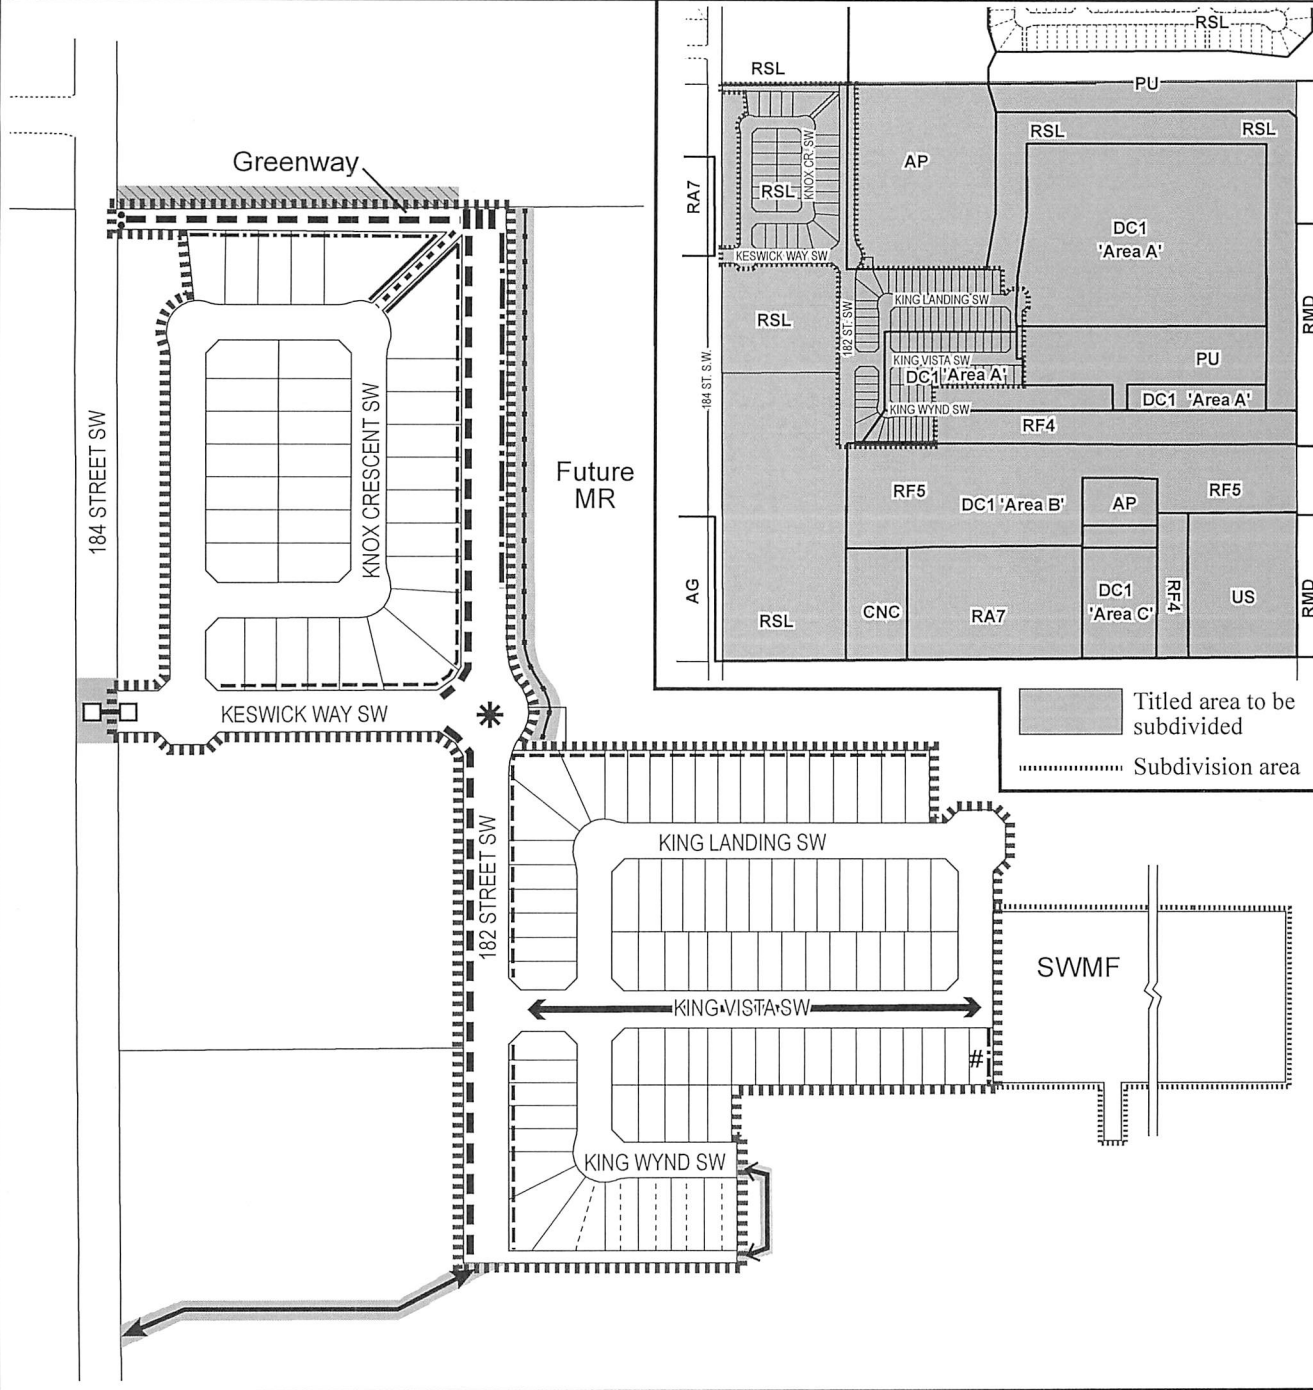 Greenway
184 STREET SW
KNOX CRESCENT SW
Future
MR
KESWICK WAY SW
182 STREET SW
KING LANDING SW
KING VISTA SW
#
SWMF
KING WYND SW
RSL
RSL
PU
RSL
RSL
RA7
KNOX CR. SW
AP
RSL
DC1
'Area A'
KESWICK WAY SW
RMD
RSL
182 ST. SW
KING LANDING SW
KING VISTA SW
PU
184 ST. S.W.
DC1 'Area A'
DC1 'Area A'
KING WYND SW
RF4
RF5
DC1 'Area B'
AP
RF5
AG
RSL
CNC
RA7
DC1
'Area C'
RF4
US
RMD
Titled area to be
subdivided
Subdivision area